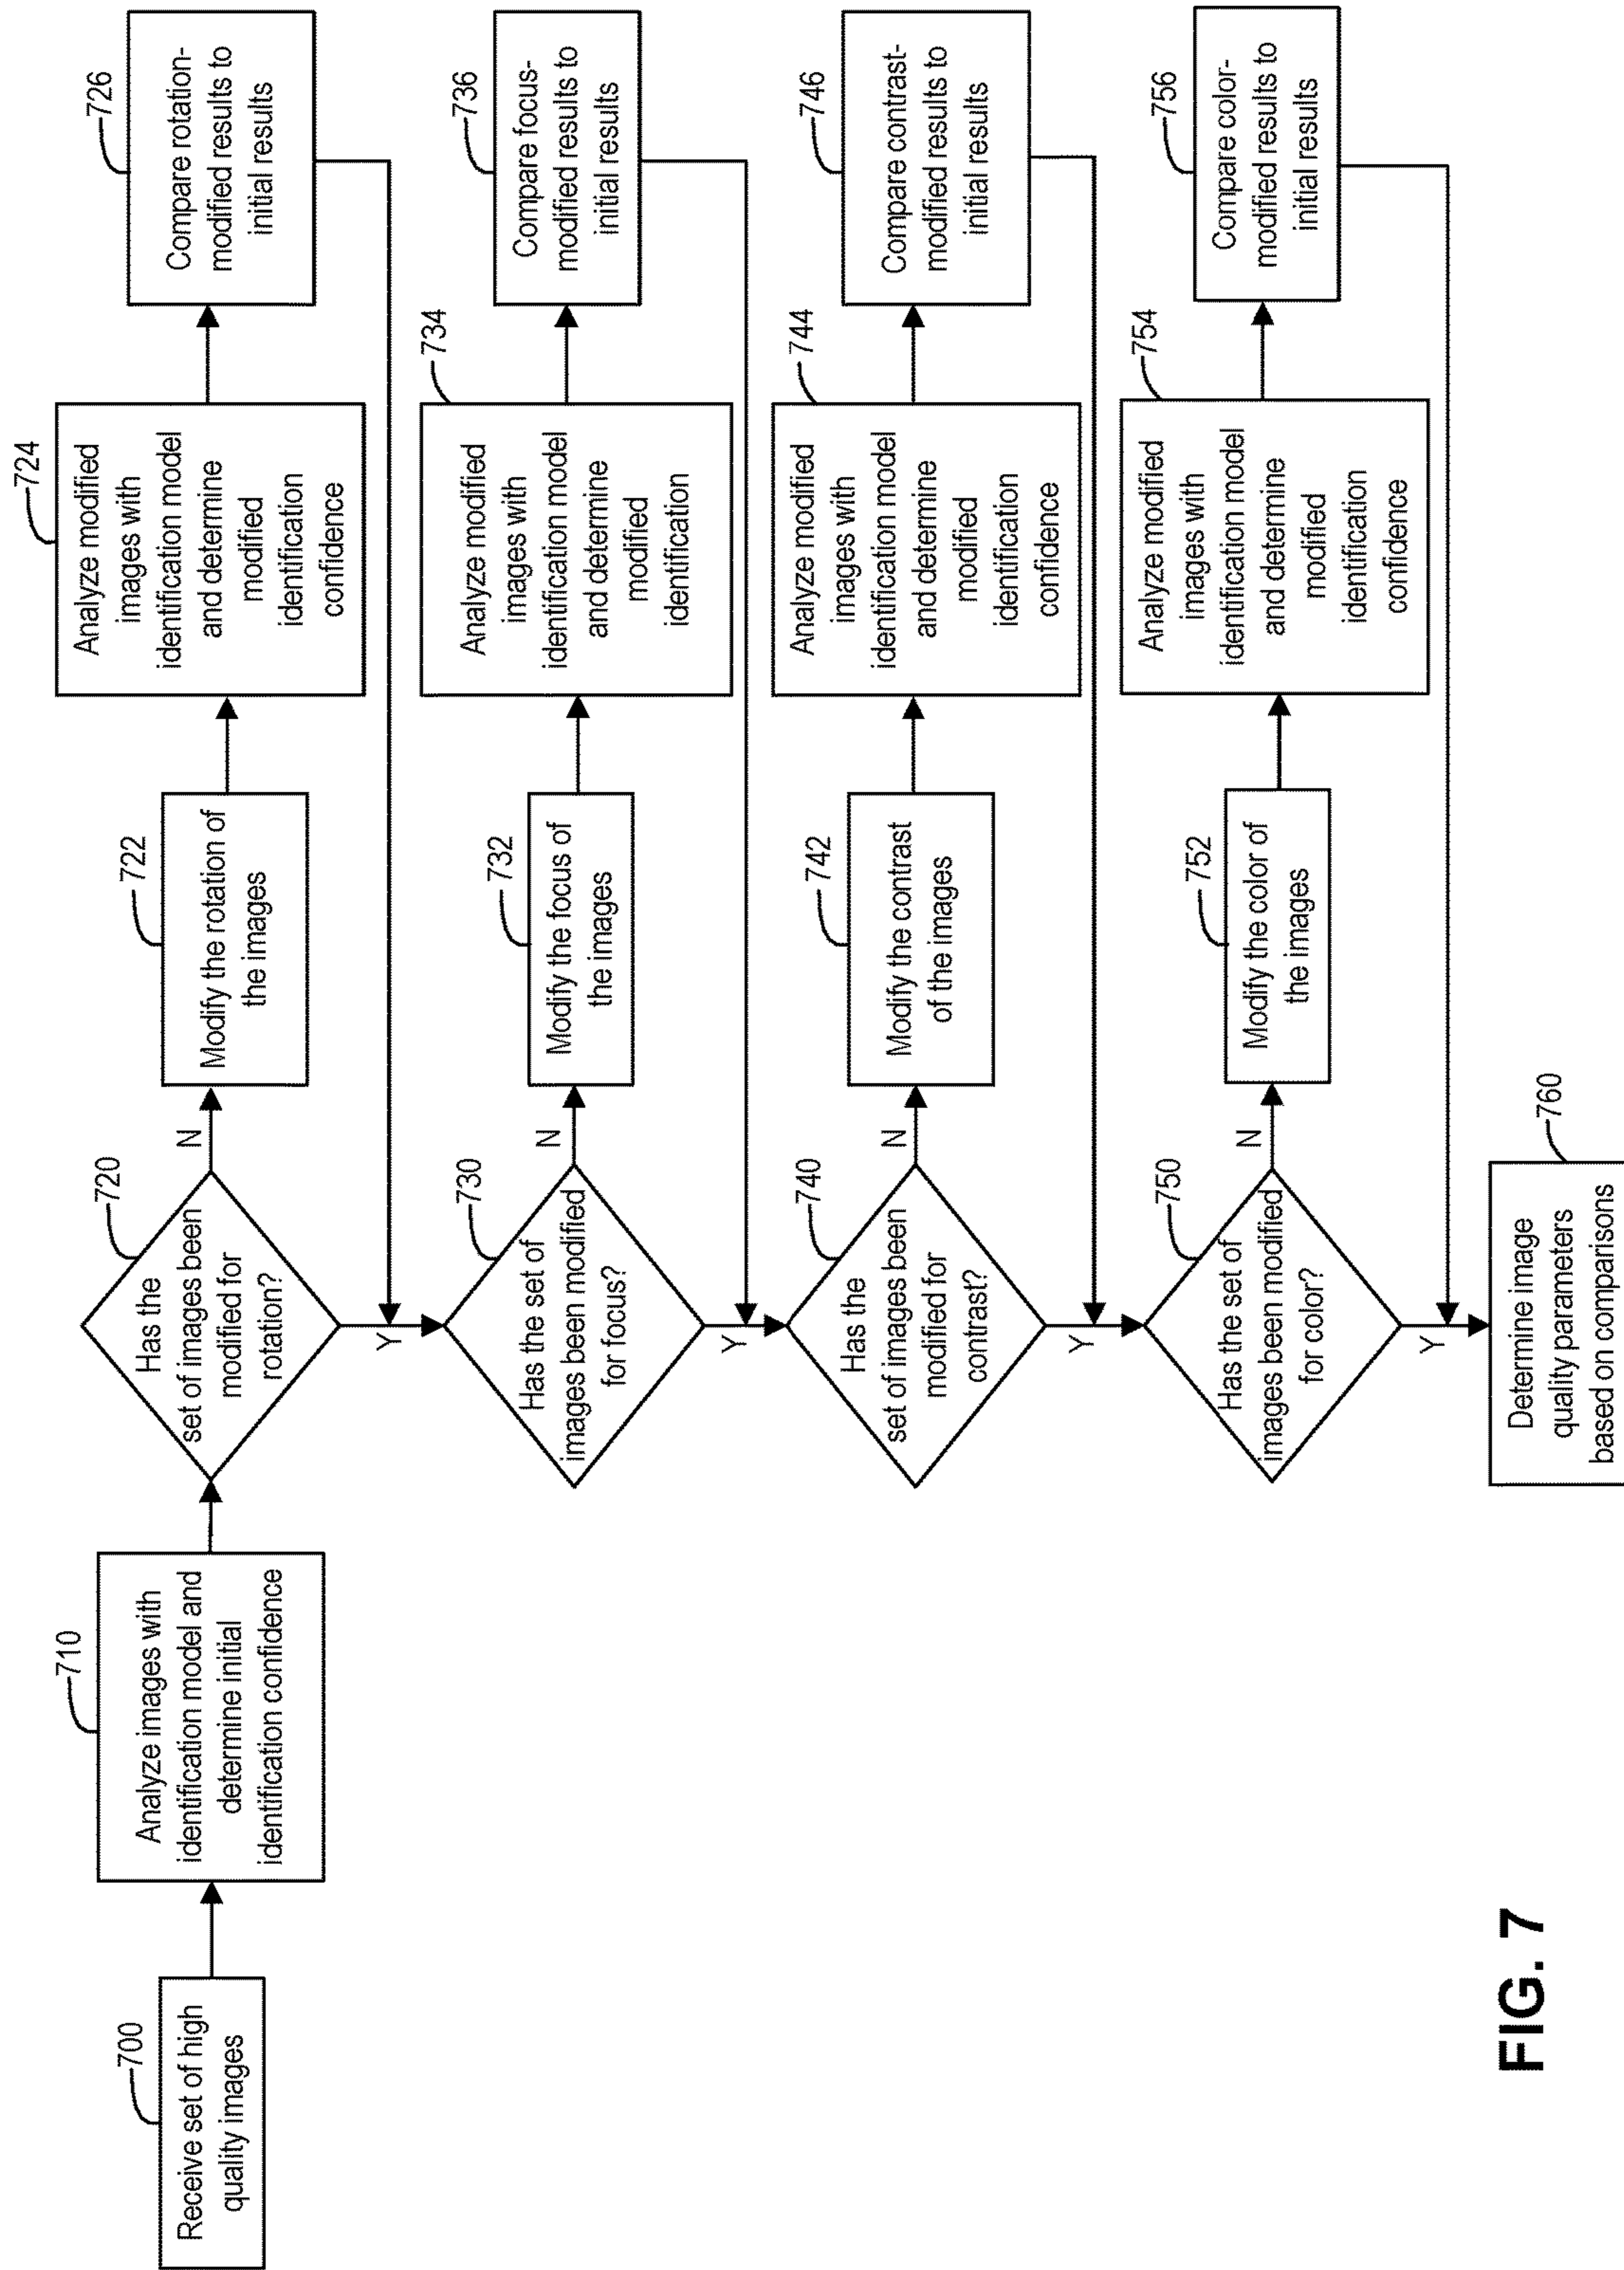 700
Receive set of high
quality images
710
Analyze images with
identification model and
determine initial
identification confidence
720
Has the
set of images been
modified for
rotation?
N
Y
722
Modify the rotation of
the images
724
Analyze modified
images with
identification model
and determine
modified
identification
confidence
726
Compare rotation-
modified results to
initial results
730
Has the set of
images been modified
for focus?
N
Y
732
Modify the focus of
the images
734
Analyze modified
images with
identification model
and determine
modified
identification
736
Compare focus-
modified results to
initial results
740
Has the
set of images been
modified for
contrast?
N
Y
742
Modify the contrast
of the images
744
Analyze modified
images with
identification model
and determine
modified
identification
confidence
746
Compare contrast-
modified results to
initial results
750
Has the set of
images been modified
for color?
N
Y
752
Modify the color of
the images
754
Analyze modified
images with
identification model
and determine
modified
identification
confidence
756
Compare color-
modified results to
initial results
760
Determine image
quality parameters
based on comparisons
FIG. 7